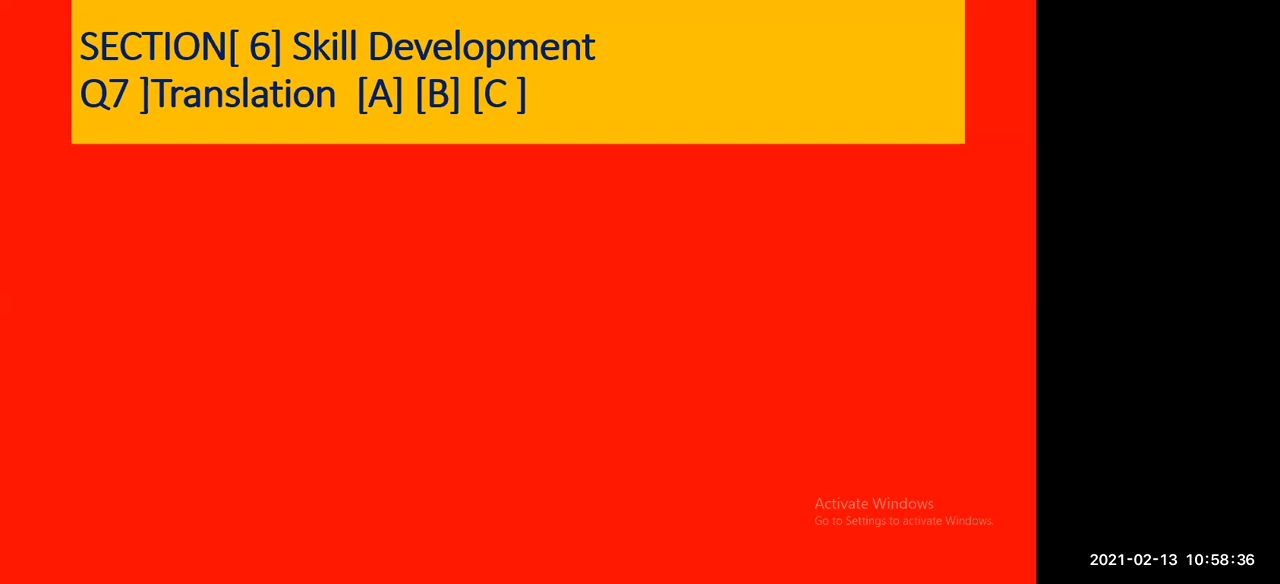 SECTION[ 6] Skill Development
Q7 ]Translation  [A] [B] [C ]
Activate Windows
Go to Settings to activate Windows.
2021-02-13 10:58:36